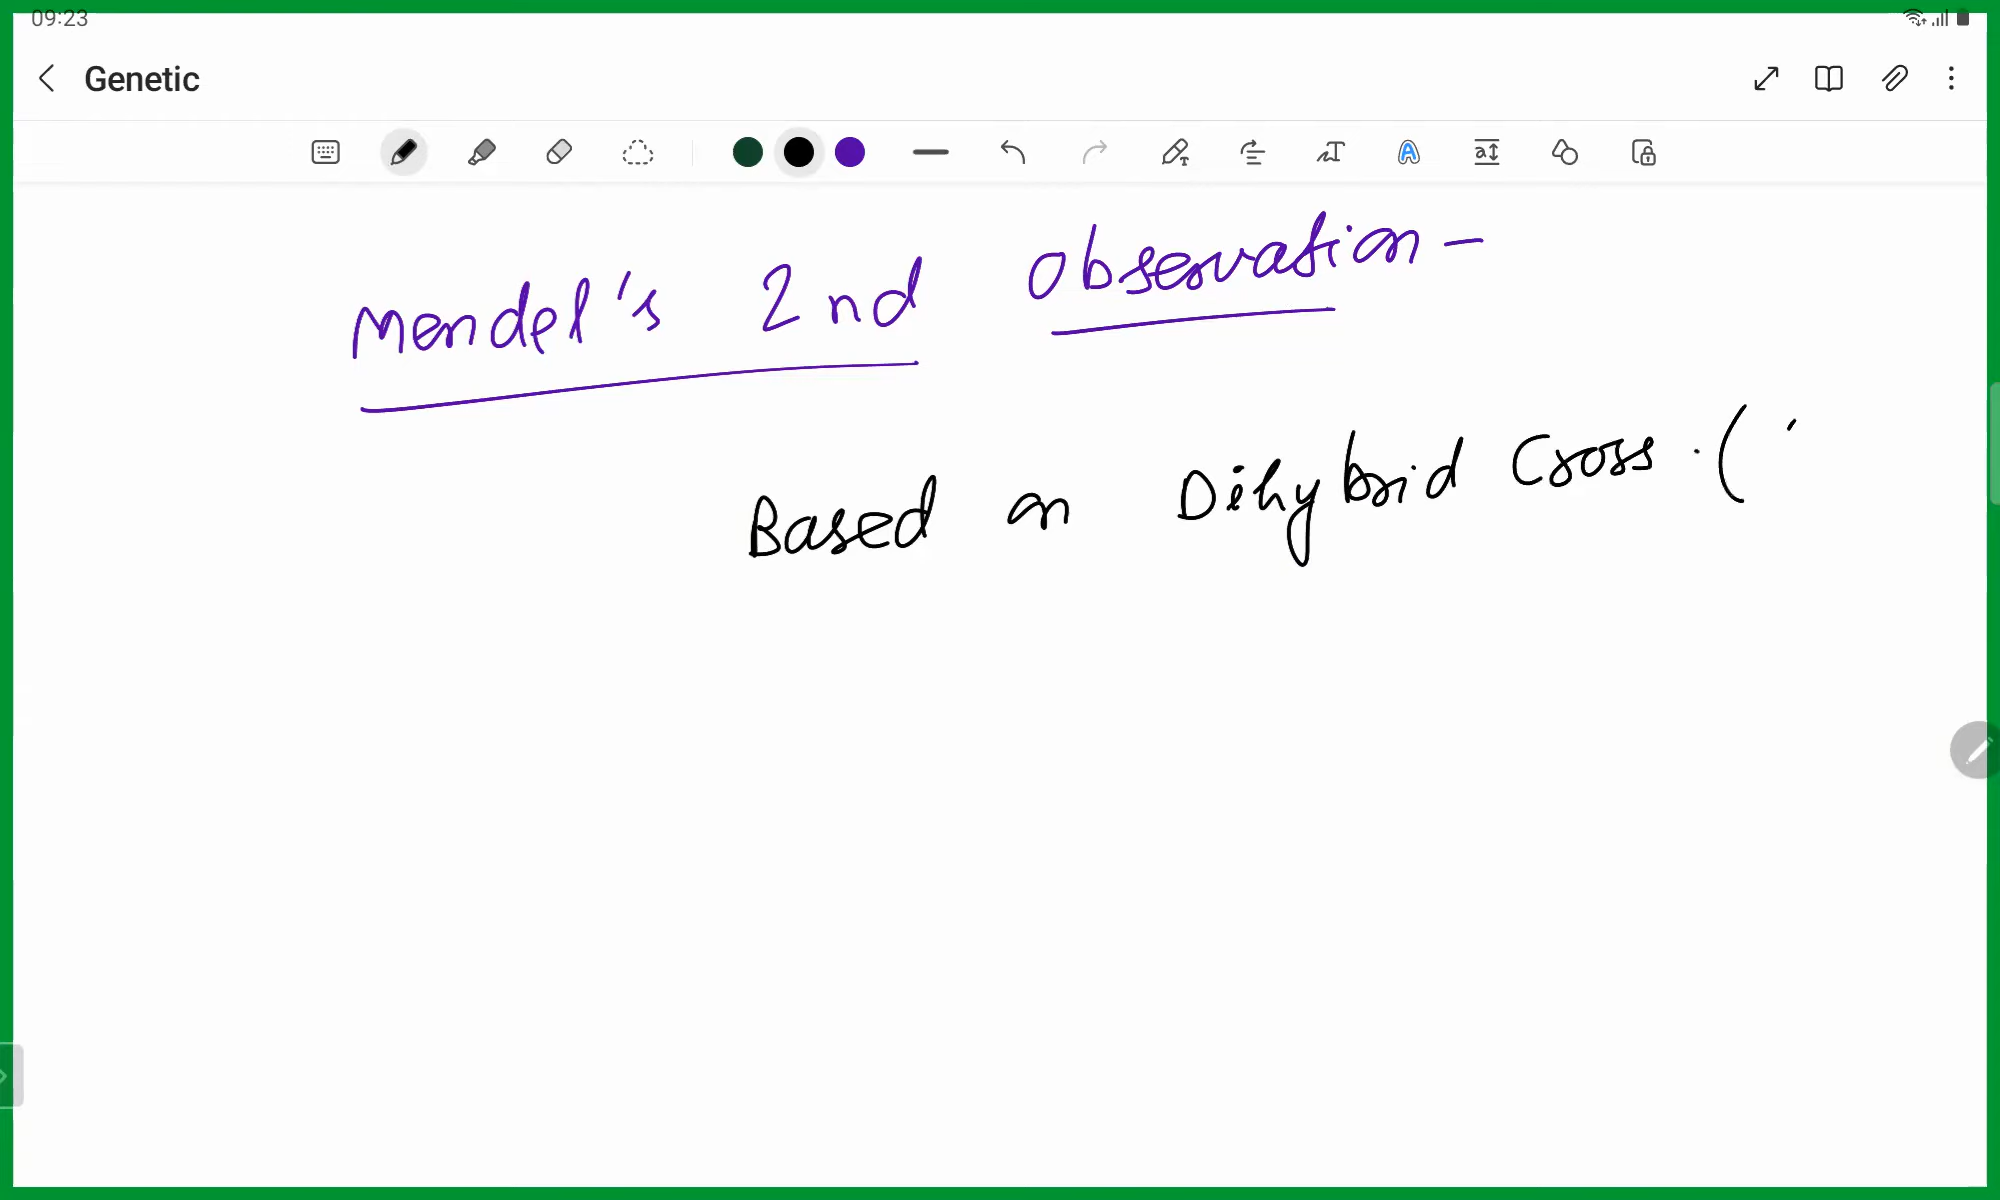 09:23
Genetic
Mendel's 2nd Observation -
Based on Dihybrid Cross. (